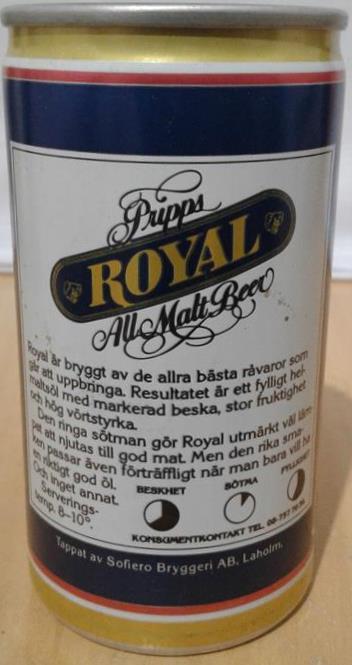 Pripps
ROYAL
All Malt Beer
Royal är bryggt av de allra bästa råvaror som
går att uppbringa. Resultatet är ett fylligt hel-
maltsöl med markerad beska, stor fruktighet
och hög vörtstyrka.
Den ringa sötman gör Royal utmärkt väl läm-
pat att njutas till god mat. Men den rika sma-
ken passar även förträffligt när man bara vill ha
en riktigt god öl.
Och inget annat.
Serverings-
temp. 8-10°.
BESKHET
SÖTMA
FYLLIGHET
KONSUMENTKONTAKT TEL. 08-757 70
Tappat av Sofiero Bryggeri AB, Laholm.